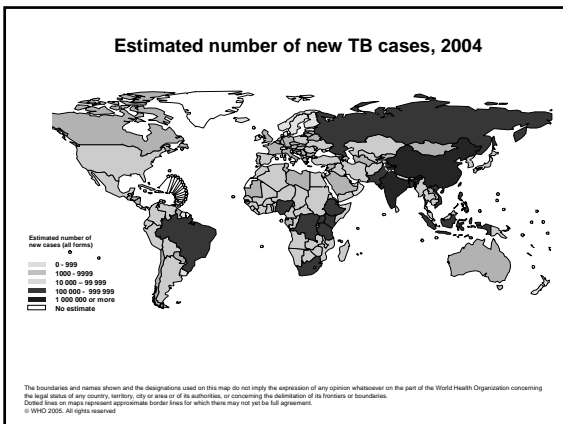 Estimated number of new TB cases, 2004
Estimated number of
new cases (all forms)
0 - 999
1000 - 9999
10 000 – 99 999
100 000 - 999 999
1 000 000 or more
No estimate
The boundaries and names shown and the designations used on this map do not imply the expression of any opinion whatsoever on the part of the World Health Organization concerning
the legal status of any country, territory, city or area or of its authorities, or concerning the delimitation of its frontiers or boundaries.
Dotted lines on maps represent approximate border lines for which there may not yet be full agreement.
© WHO 2005. All rights reserved